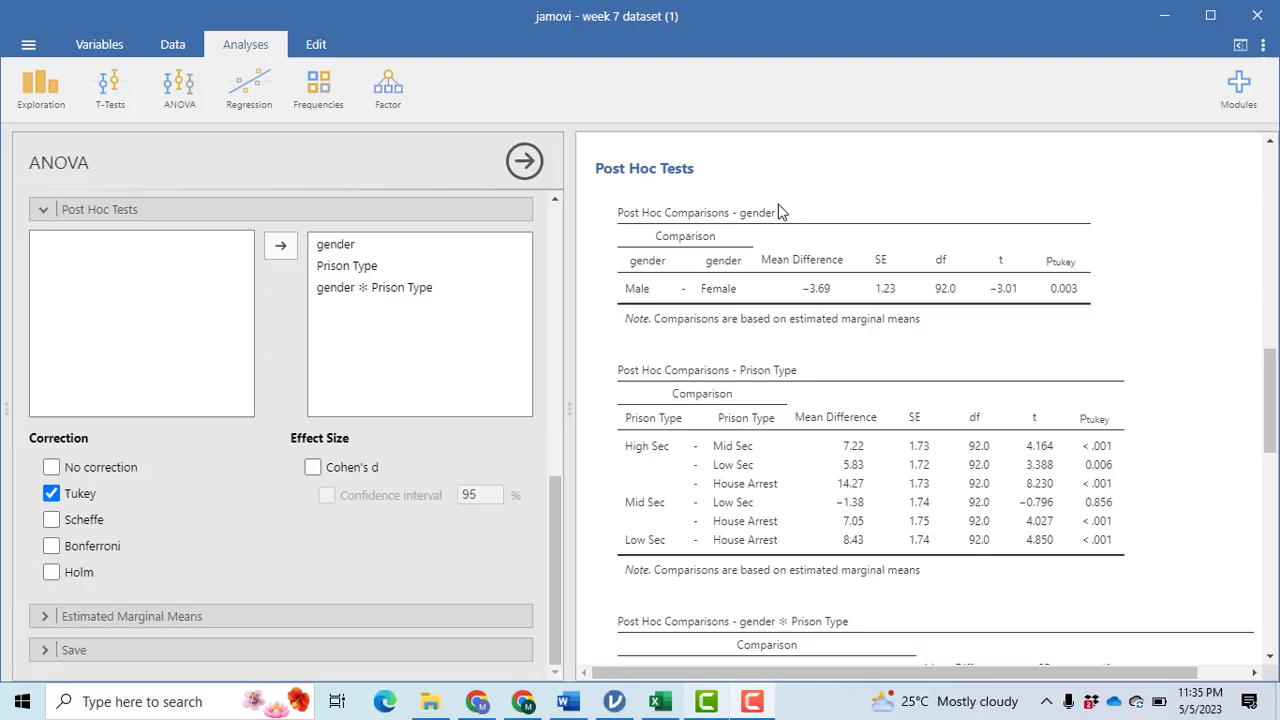 jamovi - week 7 dataset (1)
Variables Data Analyses Edit
Exploration T-Tests ANOVA Regression Frequencies Factor Modules
ANOVA
Post Hoc Tests
gender
Prison Type
gender ✻ Prison Type
Correction Effect Size
No correction Cohen's d
Tukey Confidence interval 95 %
Scheffe
Bonferroni
Holm
Estimated Marginal Means
Save
Post Hoc Tests
Post Hoc Comparisons - gender
Comparison
gender gender Mean Difference SE df t ptukey
Male - Female −3.69 1.23 92.0 −3.01 0.003
Note. Comparisons are based on estimated marginal means
Post Hoc Comparisons - Prison Type
Comparison
Prison Type Prison Type Mean Difference SE df t ptukey
High Sec - Mid Sec 7.22 1.73 92.0 4.164 < .001
- Low Sec 5.83 1.72 92.0 3.388 0.006
- House Arrest 14.27 1.73 92.0 8.230 < .001
Mid Sec - Low Sec −1.38 1.74 92.0 −0.796 0.856
- House Arrest 7.05 1.75 92.0 4.027 < .001
Low Sec - House Arrest 8.43 1.74 92.0 4.850 < .001
Note. Comparisons are based on estimated marginal means
Post Hoc Comparisons - gender ✻ Prison Type
Comparison
Type here to search 25°C Mostly cloudy 11:35 PM
5/5/2023